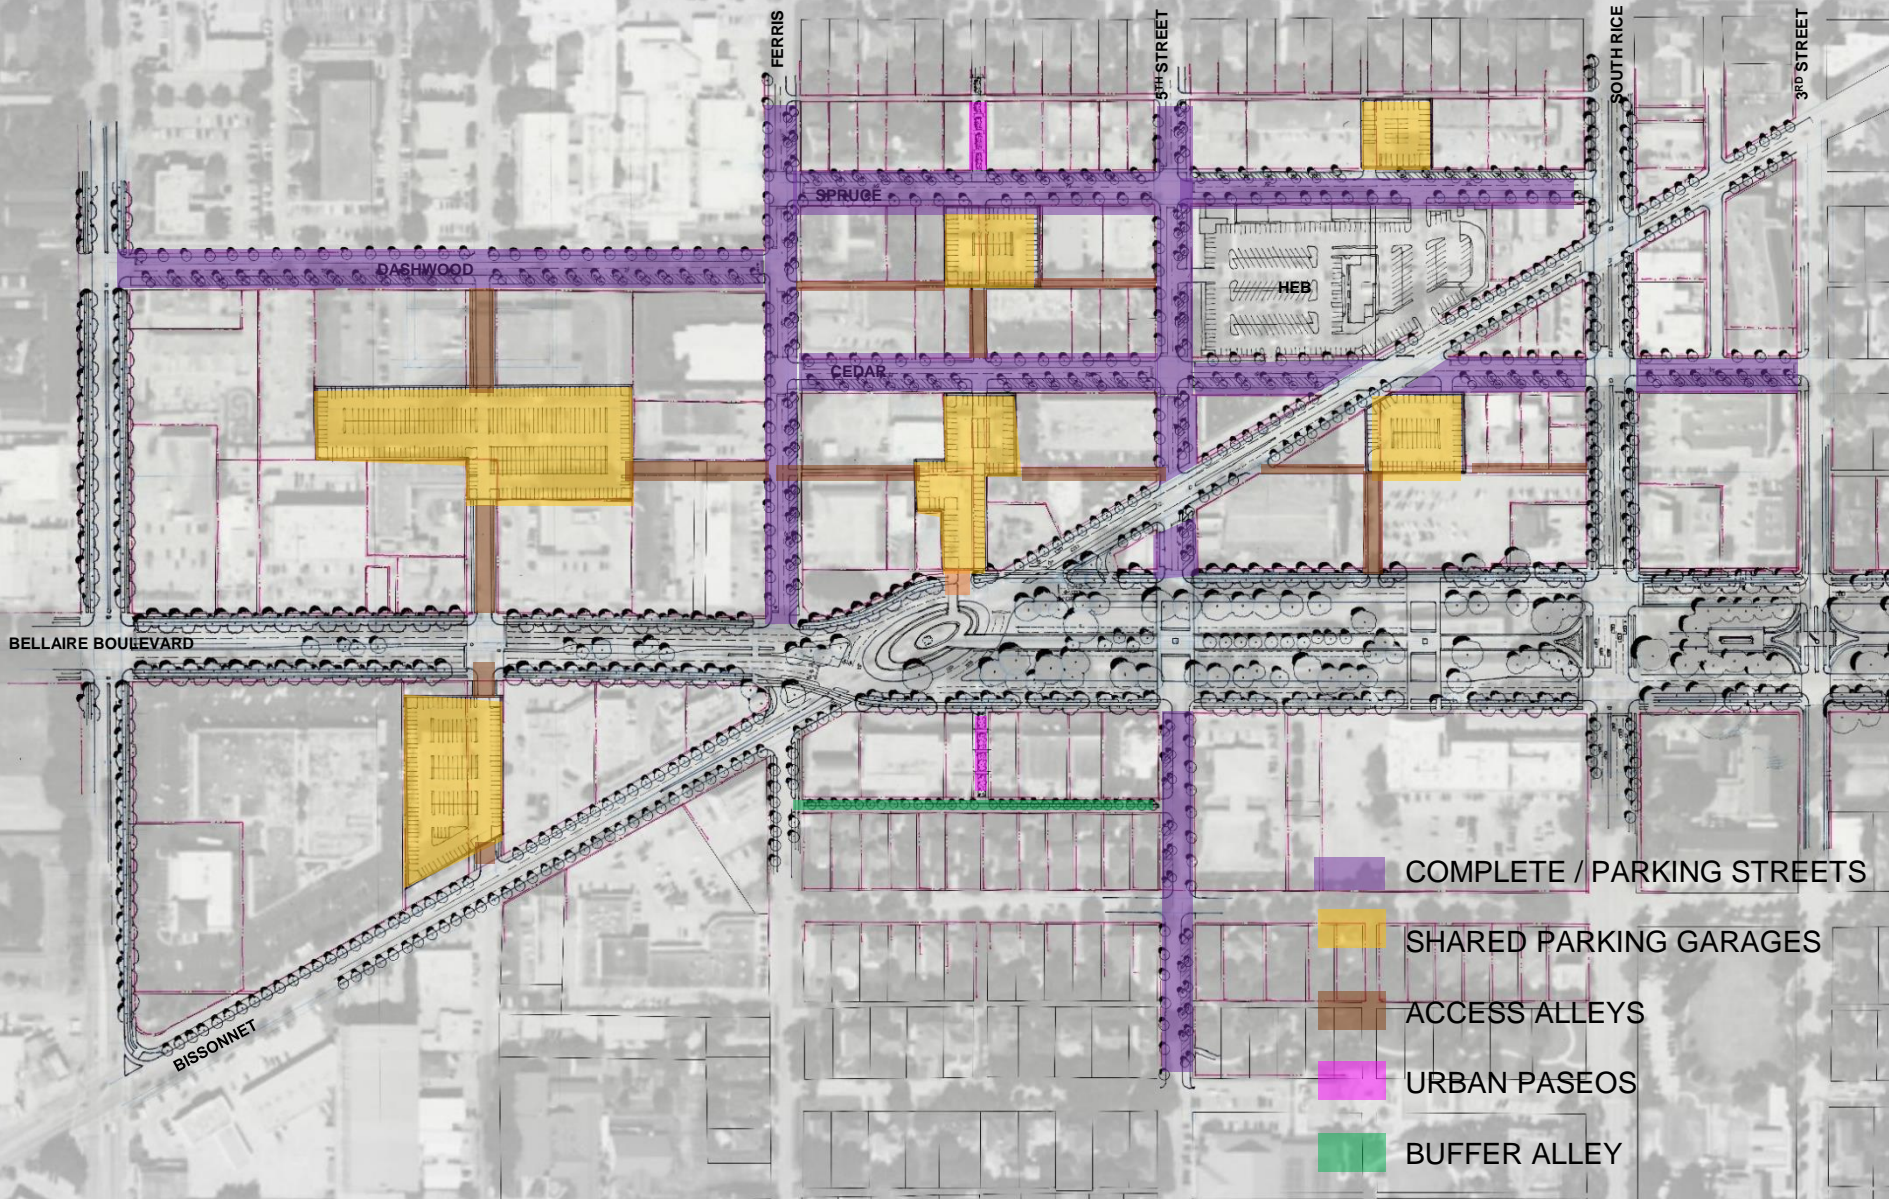 FERRIS
5TH STREET
SOUTH RICE
3RD STREET
SPRUCE
DASHWOOD
HEB
CEDAR
BELLAIRE BOULEVARD
BISSONNET
COMPLETE / PARKING STREETS
SHARED PARKING GARAGES
ACCESS ALLEYS
URBAN PASEOS
BUFFER ALLEY